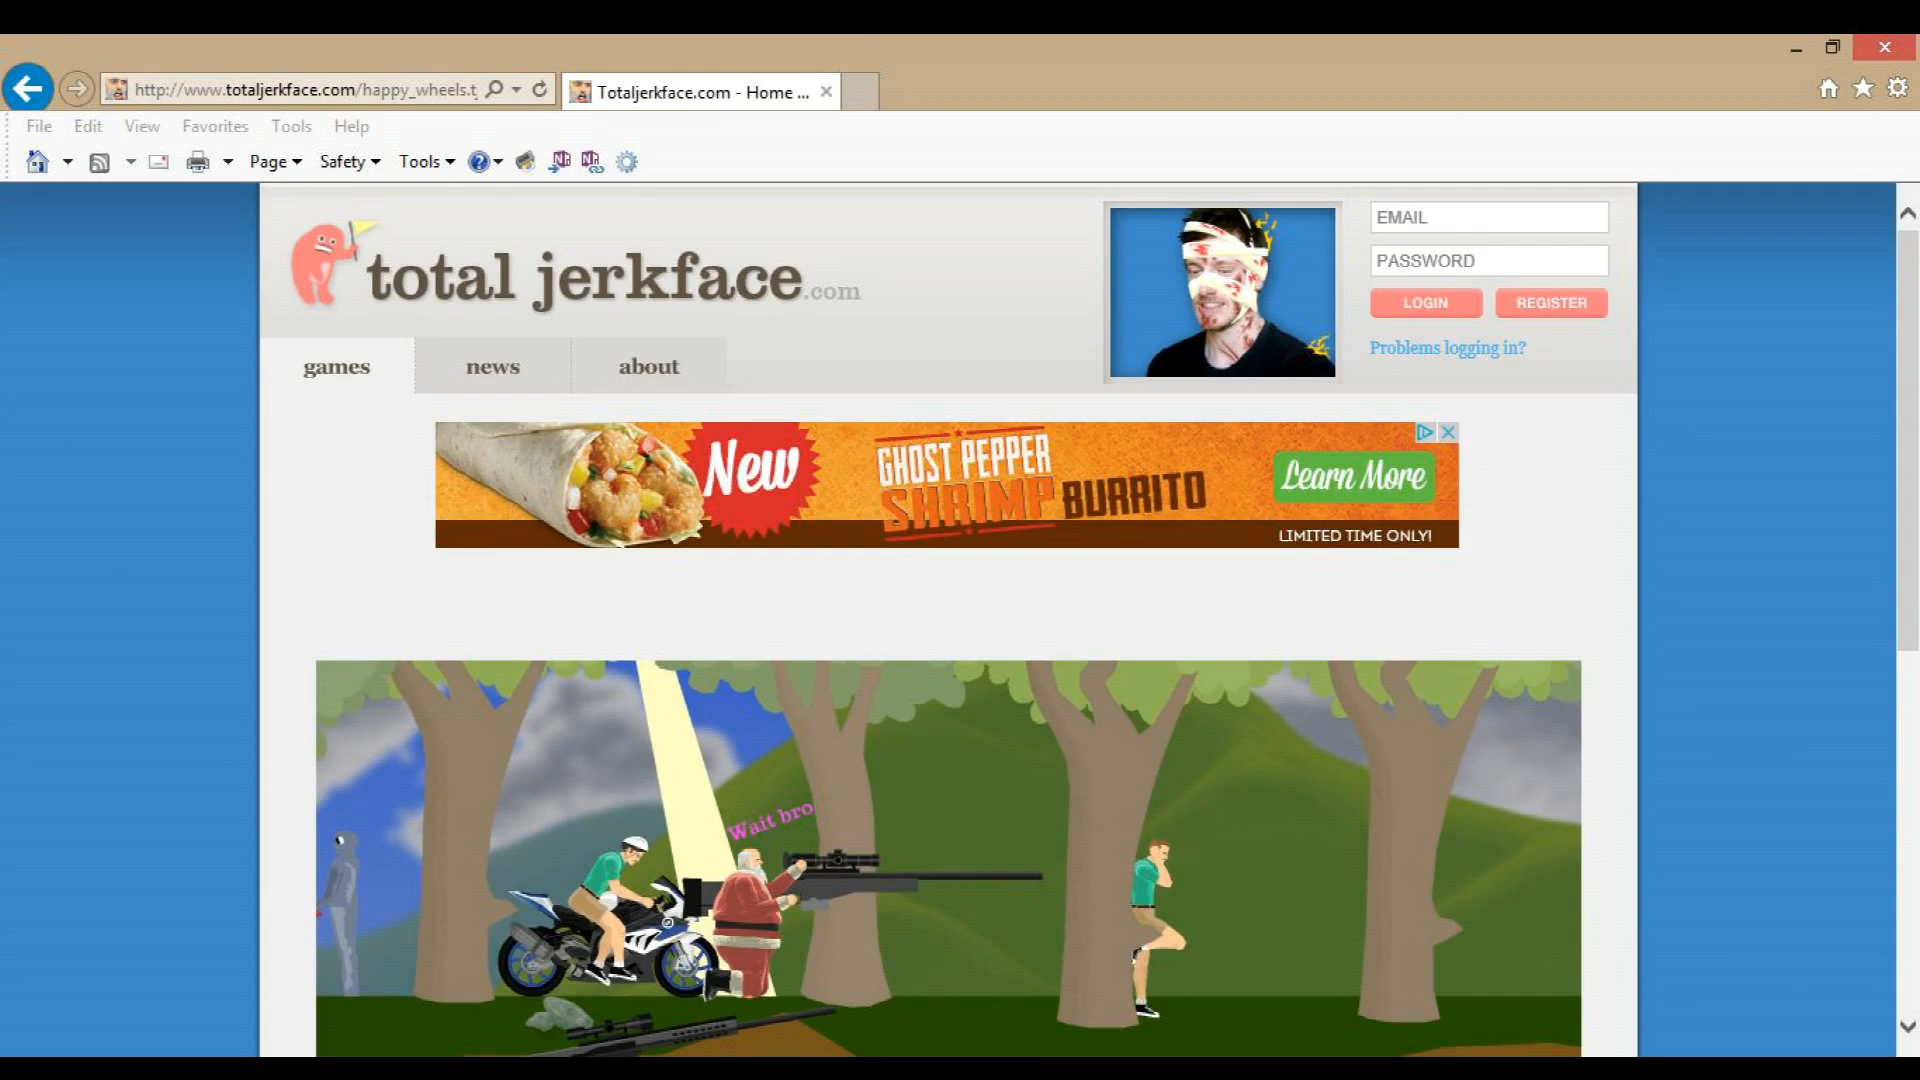 http://www.totaljerkface.com/happy_wheels.t
Totaljerkface.com - Home ...
File Edit View Favorites Tools Help
Page Safety Tools
EMAIL
total jerkface.com
PASSWORD
LOGIN REGISTER
Problems logging in?
games news about
New
GHOST PEPPER
SHRIMP BURRITO
Learn More
LIMITED TIME ONLY!
Wait bro